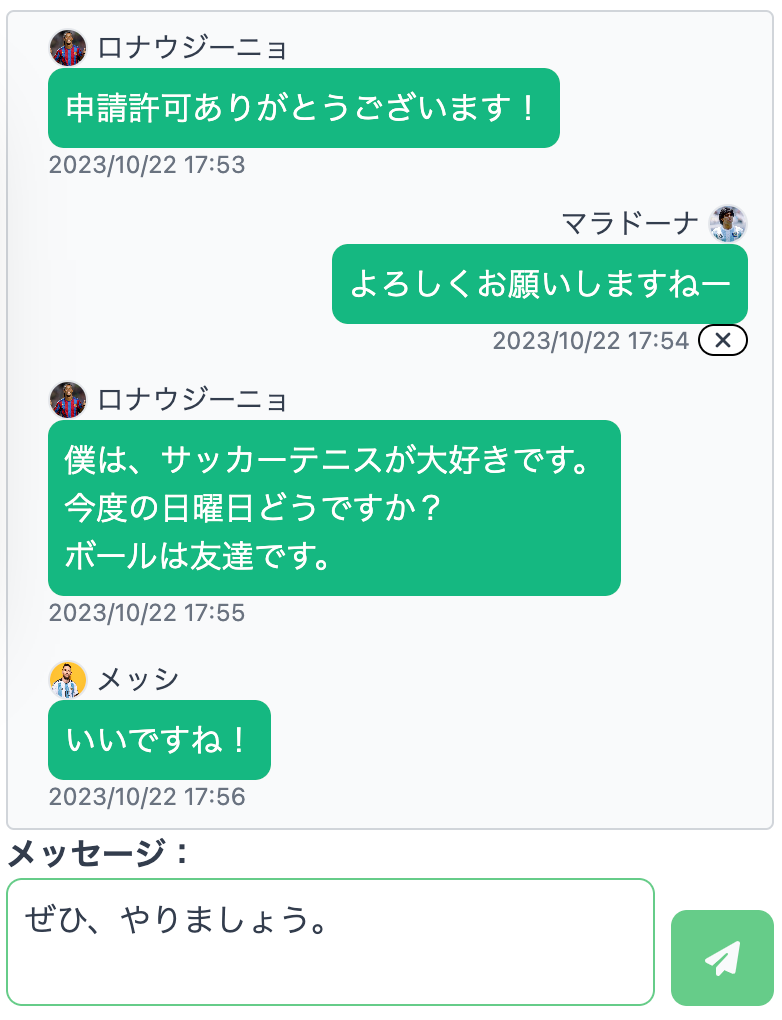 ロナウジーニョ
申請許可ありがとうございます！
2023/10/22 17:53
マラドーナ
よろしくお願いしますねー
2023/10/22 17:54
ロナウジーニョ
僕は、サッカーテニスが大好きです。
今度の日曜日どうですか？
ボールは友達です。
2023/10/22 17:55
メッシ
いいですね！
2023/10/22 17:56
メッセージ：
ぜひ、やりましょう。